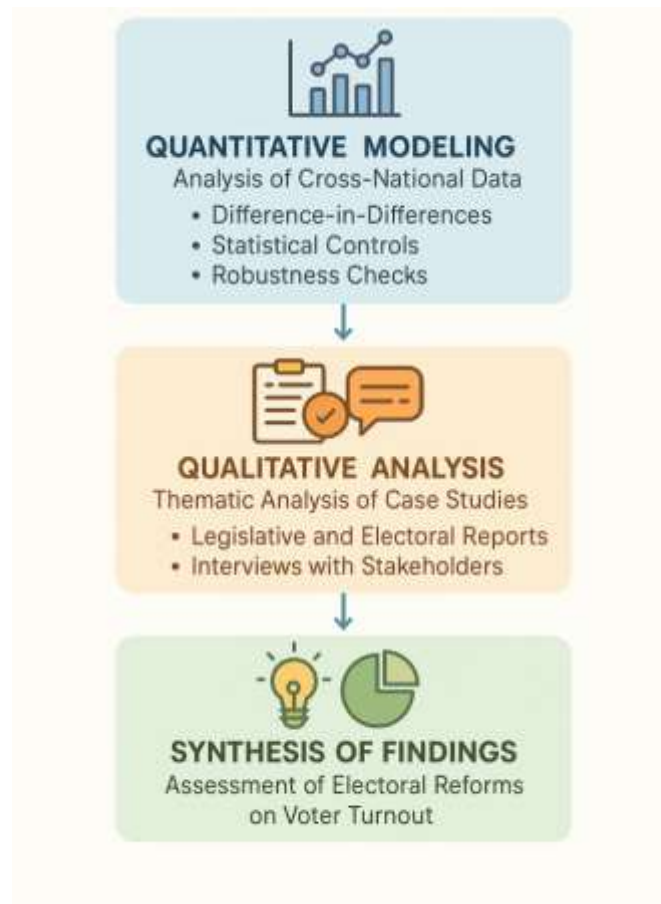 QUANTITATIVE MODELING
Analysis of Cross-National Data
• Difference-in-Differences
• Statistical Controls
• Robustness Checks
QUALITATIVE ANALYSIS
Thematic Analysis of Case Studies
• Legislative and Electoral Reports
• Interviews with Stakeholders
SYNTHESIS OF FINDINGS
Assessment of Electoral Reforms
on Voter Turnout